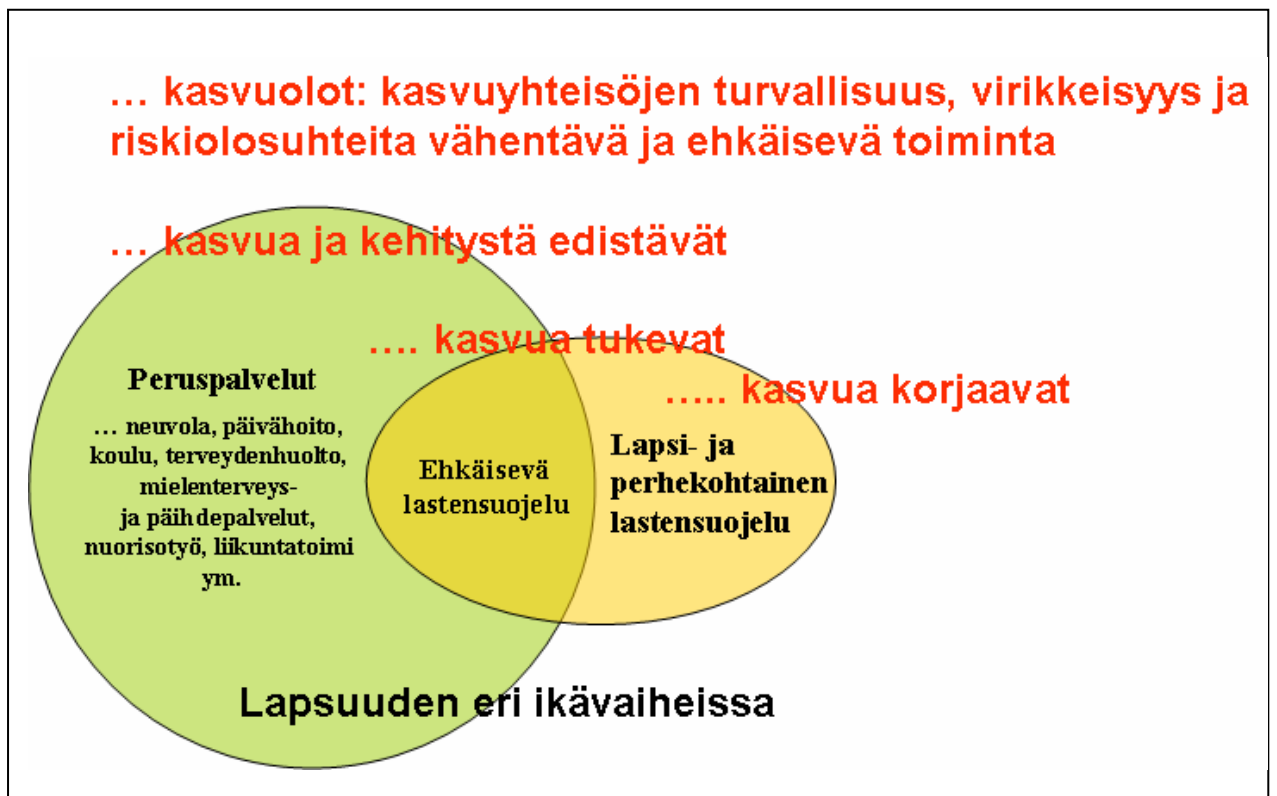 ... kasvuolot: kasvuyhteisöjen turvallisuus, virikkeisyys ja
riskiolosuhteita vähentävä ja ehkäisevä toiminta
... kasvua ja kehitystä edistävät
.... kasvua tukevat
..... kasvua korjaavat
Peruspalvelut
... neuvola, päivähoito,
koulu, terveydenhuolto,
mielenterveys-
ja päihdepalvelut,
nuorisotyö, liikuntatoimi
ym.
Ehkäisevä
lastensuojelu
Lapsi- ja
perhekohtainen
lastensuojelu
Lapsuuden eri ikävaiheissa